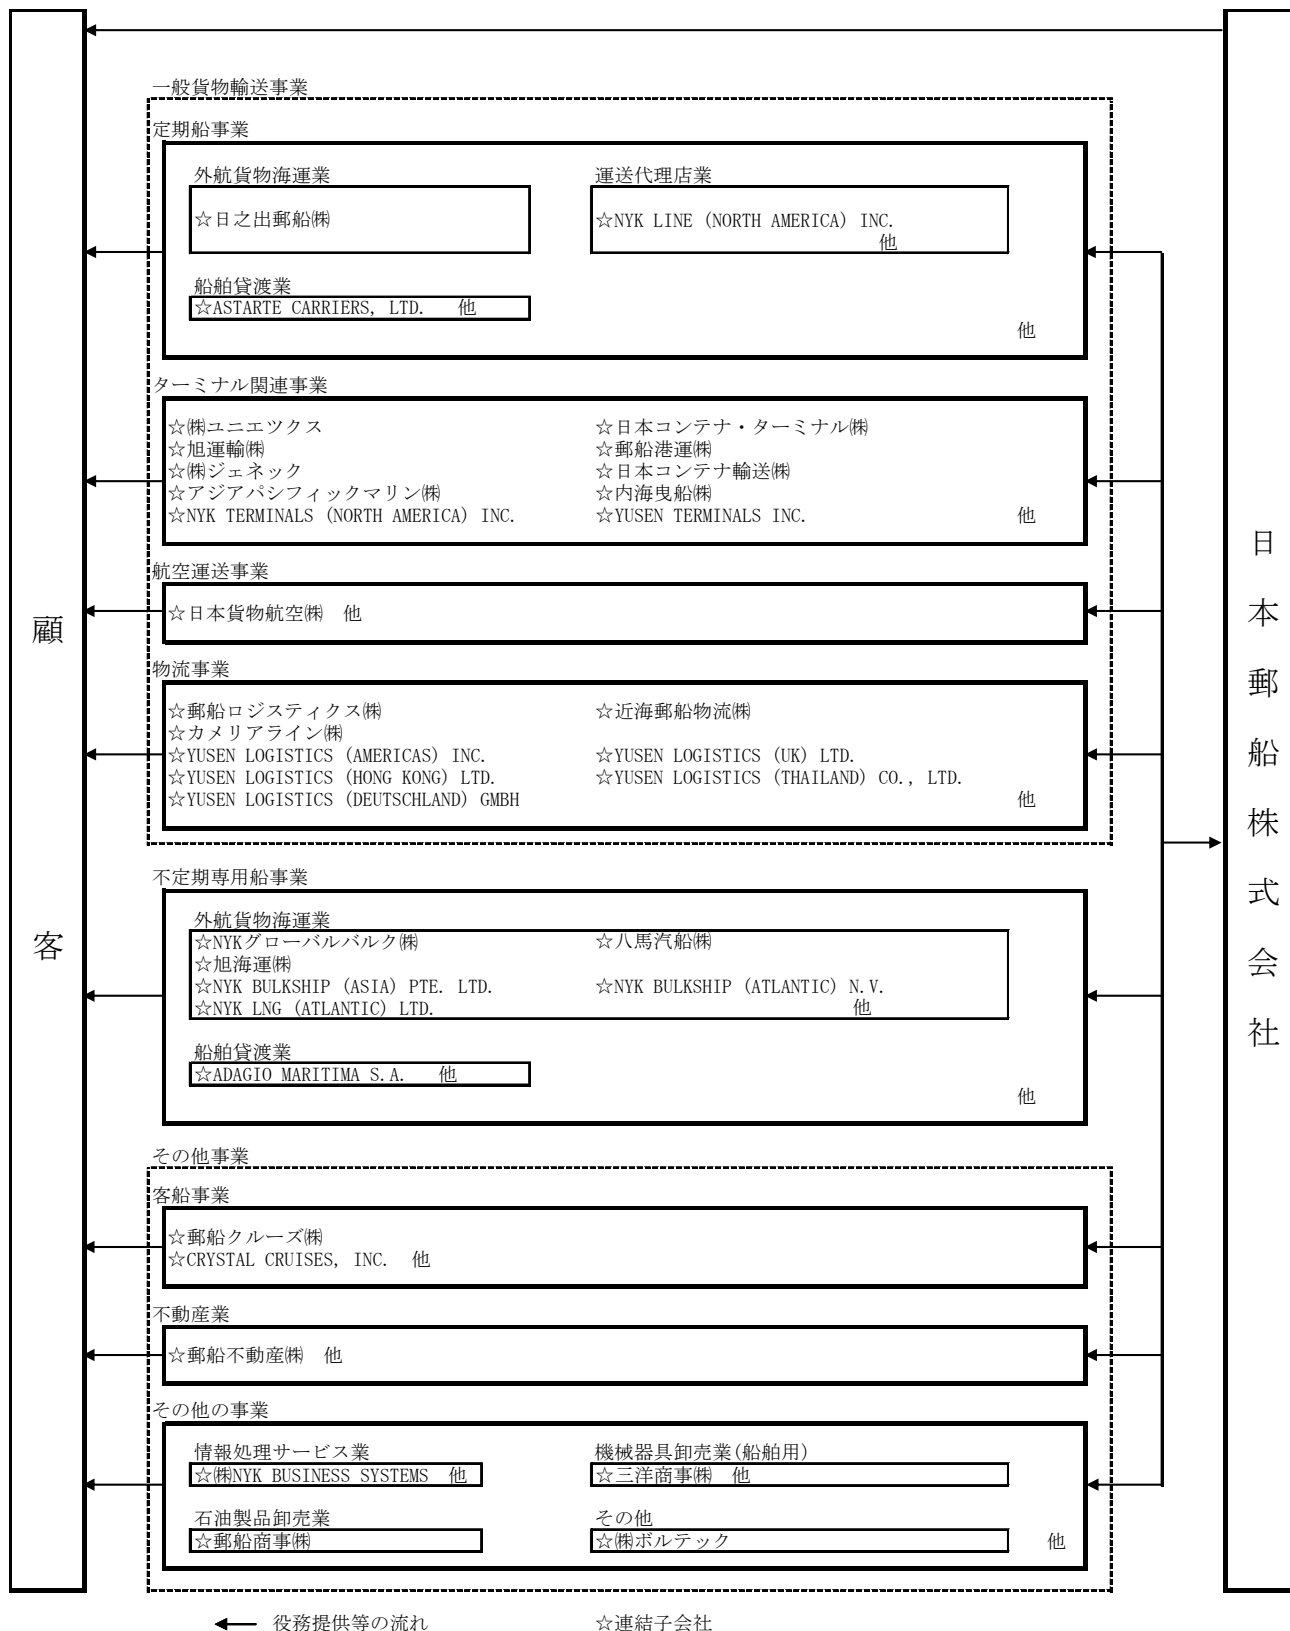 一般貨物輸送事業
定期船事業
外航貨物海運業 運送代理店業
☆日之出郵船㈱ ☆NYK LINE (NORTH AMERICA) INC.
他
船舶貸渡業
☆ASTARTE CARRIERS, LTD. 他
他
ターミナル関連事業
☆㈱ユニエツクス ☆日本コンテナ・ターミナル㈱
☆旭運輸㈱ ☆郵船港運㈱
☆㈱ジェネック ☆日本コンテナ輸送㈱
☆アジアパシフィックマリン㈱ ☆内海曳船㈱
☆NYK TERMINALS (NORTH AMERICA) INC. ☆YUSEN TERMINALS INC. 他
航空運送事業
☆日本貨物航空㈱ 他
物流事業
☆郵船ロジスティクス㈱ ☆近海郵船物流㈱
☆カメリアライン㈱
☆YUSEN LOGISTICS (AMERICAS) INC. ☆YUSEN LOGISTICS (UK) LTD.
☆YUSEN LOGISTICS (HONG KONG) LTD. ☆YUSEN LOGISTICS (THAILAND) CO., LTD.
☆YUSEN LOGISTICS (DEUTSCHLAND) GMBH 他
不定期専用船事業
外航貨物海運業
☆NYKグローバルバルク㈱ ☆八馬汽船㈱
☆旭海運㈱
☆NYK BULKSHIP (ASIA) PTE. LTD. ☆NYK BULKSHIP (ATLANTIC) N.V.
☆NYK LNG (ATLANTIC) LTD. 他
船舶貸渡業
☆ADAGIO MARITIMA S.A. 他
他
その他事業
客船事業
☆郵船クルーズ㈱
☆CRYSTAL CRUISES, INC. 他
不動産業
☆郵船不動産㈱ 他
その他の事業
情報処理サービス業 機械器具卸売業(船舶用)
☆㈱NYK BUSINESS SYSTEMS 他 ☆三洋商事㈱ 他
石油製品卸売業 その他
☆郵船商事㈱ ☆㈱ボルテック 他
顧客
日本郵船株式会社
役務提供等の流れ ☆連結子会社